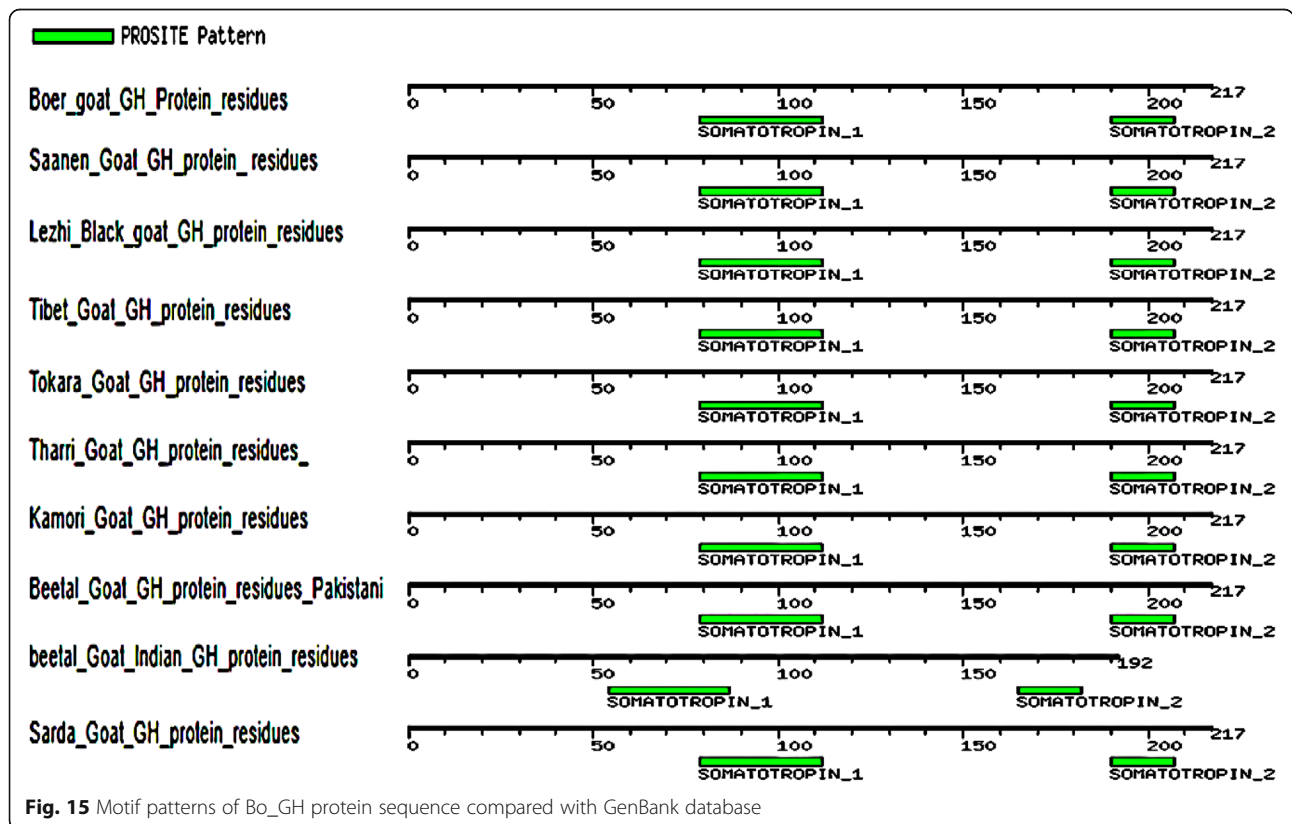 PROSITE Pattern
Boer_goat_GH_Protein_residues
0 50 100 150 200 217
SOMATOTROPIN_1 SOMATOTROPIN_2
Saanen_Goat_GH_protein_ residues
0 50 100 150 200 217
SOMATOTROPIN_1 SOMATOTROPIN_2
Lezhi_Black_goat_GH_protein_residues
0 50 100 150 200 217
SOMATOTROPIN_1 SOMATOTROPIN_2
Tibet_Goat_GH_protein_residues
0 50 100 150 200 217
SOMATOTROPIN_1 SOMATOTROPIN_2
Tokara_Goat_GH_protein_residues
0 50 100 150 200 217
SOMATOTROPIN_1 SOMATOTROPIN_2
Tharri_Goat_GH_protein_residues_
0 50 100 150 200 217
SOMATOTROPIN_1 SOMATOTROPIN_2
Kamori_Goat_GH_protein_residues
0 50 100 150 200 217
SOMATOTROPIN_1 SOMATOTROPIN_2
Beetal_Goat_GH_protein_residues_Pakistani
0 50 100 150 200 217
SOMATOTROPIN_1 SOMATOTROPIN_2
beetal_Goat_Indian_GH_protein_residues
0 50 100 150 192
SOMATOTROPIN_1 SOMATOTROPIN_2
Sarda_Goat_GH_protein_residues
0 50 100 150 200 217
SOMATOTROPIN_1 SOMATOTROPIN_2
Fig. 15 Motif patterns of Bo_GH protein sequence compared with GenBank database